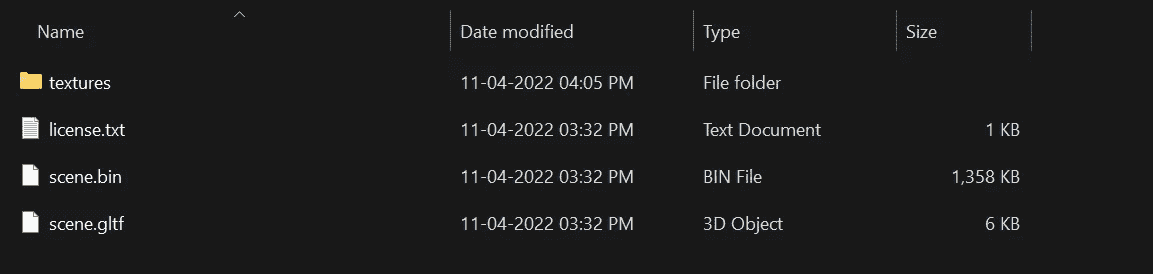 Name Date modified Type Size
textures 11-04-2022 04:05 PM File folder
license.txt 11-04-2022 03:32 PM Text Document 1 KB
scene.bin 11-04-2022 03:32 PM BIN File 1,358 KB
scene.gltf 11-04-2022 03:32 PM 3D Object 6 KB